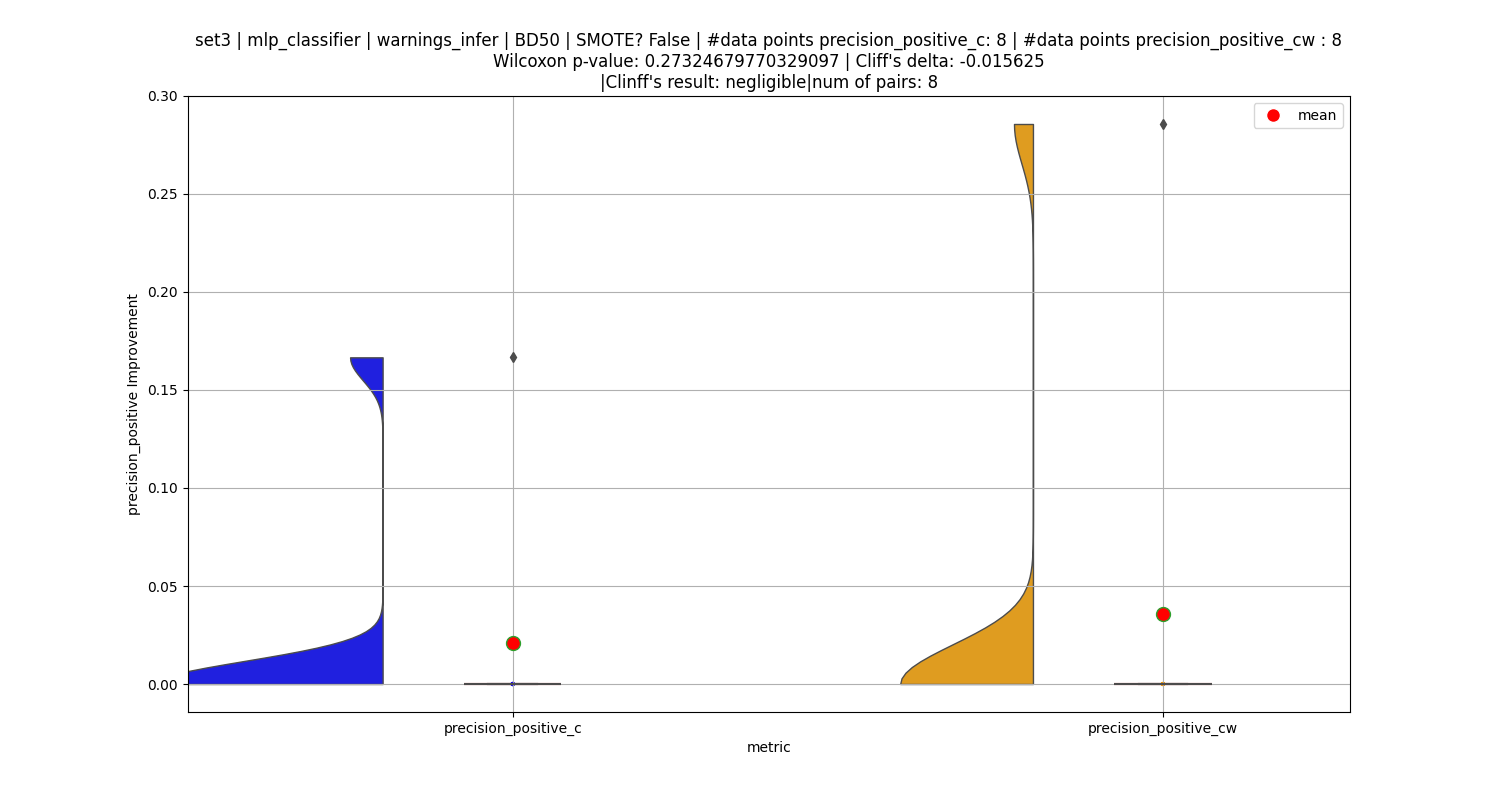 set3 | mlp_classifier | warnings_infer | BD50 | SMOTE? False | #data points precision_positive_c: 8 | #data points precision_positive_cw : 8
Wilcoxon p-value: 0.27324679770329097 | Cliff's delta: -0.015625
|Clinff's result: negligible|num of pairs: 8
mean
0.30
0.25
0.20
0.15
0.10
0.05
0.00
precision_positive Improvement
precision_positive_c
precision_positive_cw
metric